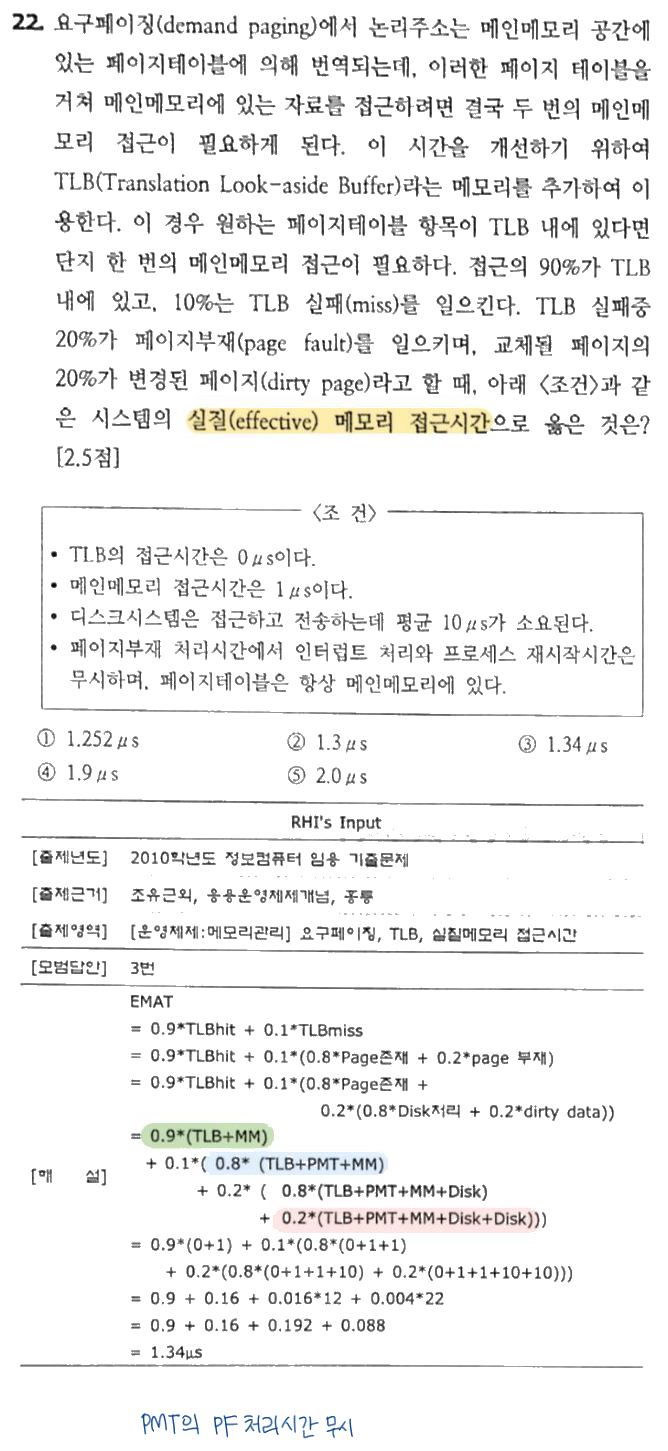 22. 요구페이징(demand paging)에서 논리주소는 메인메모리 공간에
있는 페이지테이블에 의해 번역되는데, 이러한 페이지 테이블을
거쳐 메인메모리에 있는 자료를 접근하려면 결국 두 번의 메인메
모리 접근이 필요하게 된다. 이 시간을 개선하기 위하여
TLB(Translation Look-aside Buffer)라는 메모리를 추가하여 이
용한다. 이 경우 원하는 페이지테이블 항목이 TLB 내에 있다면
단지 한 번의 메인메모리 접근이 필요하다. 접근의 90%가 TLB
내에 있고, 10%는 TLB 실패(miss)를 일으킨다. TLB 실패중
20%가 페이지부재(page fault)를 일으키며, 교체될 페이지의
20%가 변경된 페이지(dirty page)라고 할 때, 아래 〈조건〉과 같
은 시스템의 실질(effective) 메모리 접근시간으로 옳은 것은?
[2.5점]
〈조 건〉
• TLB의 접근시간은 0μs이다.
• 메인메모리 접근시간은 1μs이다.
• 디스크시스템은 접근하고 전송하는데 평균 10μs가 소요된다.
• 페이지부재 처리시간에서 인터럽트 처리와 프로세스 재시작시간은
무시하며, 페이지테이블은 항상 메인메모리에 있다.
① 1.252μs ② 1.3μs ③ 1.34μs
④ 1.9μs ⑤ 2.0μs
RHI's Input
[출제년도] 2010학년도 정보컴퓨터 임용 기출문제
[출제근거] 조유근외, 응용운영체제개념, 홍릉
[출제영역] [운영체제:메모리관리] 요구페이징, TLB, 실질메모리 접근시간
[모범답안] 3번
EMAT
= 0.9*TLBhit + 0.1*TLBmiss
= 0.9*TLBhit + 0.1*(0.8*Page존재 + 0.2*page 부재)
= 0.9*TLBhit + 0.1*(0.8*Page존재 +
0.2*(0.8*Disk처리 + 0.2*dirty data))
= 0.9*(TLB+MM)
+ 0.1*( 0.8* (TLB+PMT+MM)
[해 설] + 0.2* ( 0.8*(TLB+PMT+MM+Disk)
+ 0.2*(TLB+PMT+MM+Disk+Disk)))
= 0.9*(0+1) + 0.1*(0.8*(0+1+1)
+ 0.2*(0.8*(0+1+1+10) + 0.2*(0+1+1+10+10)))
= 0.9 + 0.16 + 0.016*12 + 0.004*22
= 0.9 + 0.16 + 0.192 + 0.088
= 1.34μs
PMT의 PF처리시간 무시